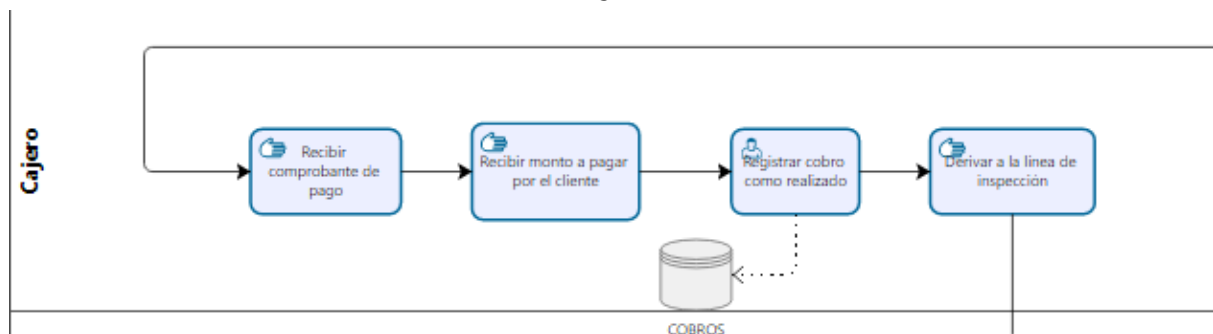 Cajero
Recibir
comprobante de
pago
Recibir monto a pagar
por el cliente
Registrar cobro
como realizado
Derivar a la linea de
inspección
COBROS